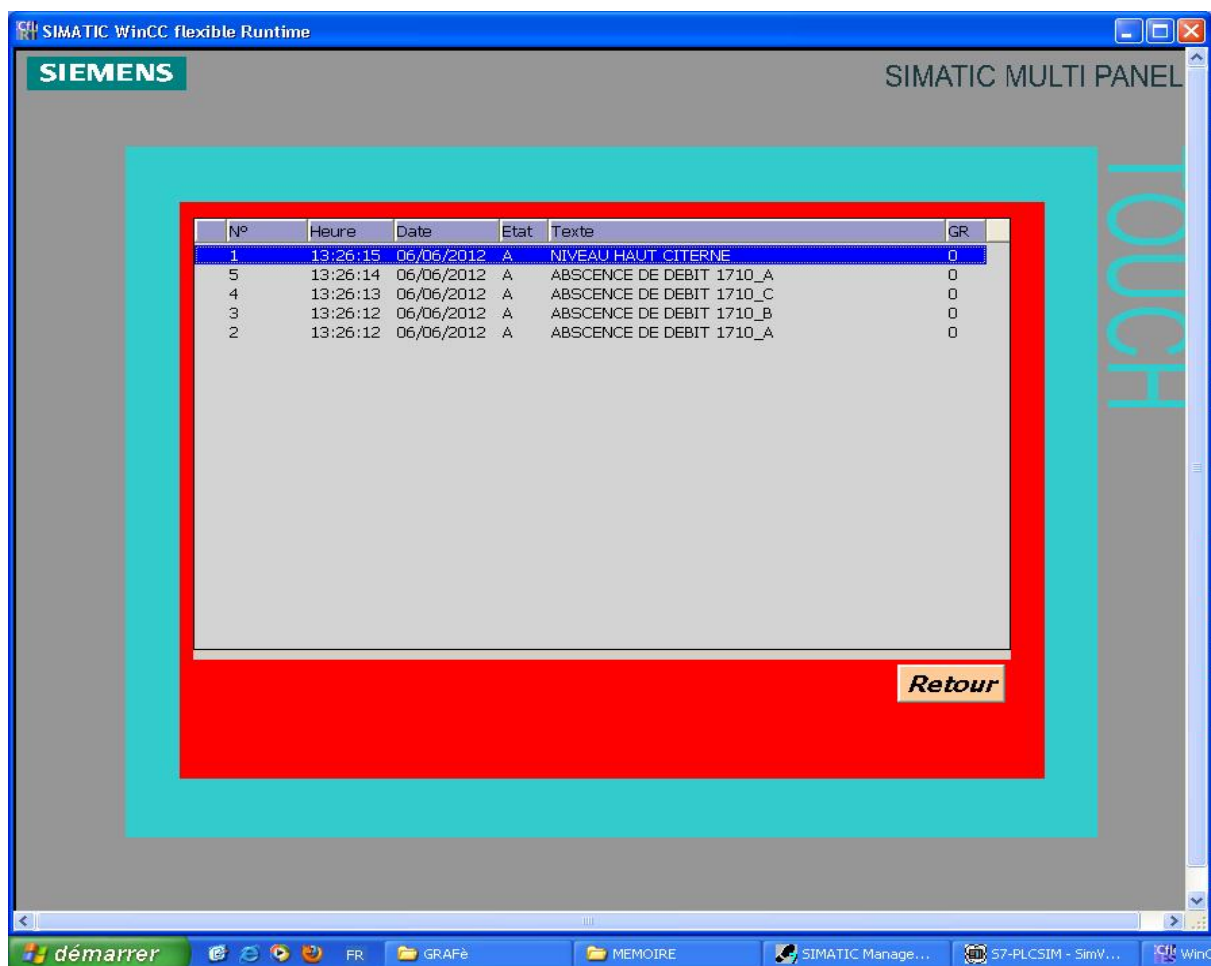 SIMATIC WinCC flexible Runtime
SIEMENS
SIMATIC MULTI PANEL
TOUCH
N° Heure Date Etat Texte GR
1 13:26:15 06/06/2012 A NIVEAU HAUT CITERNE 0
5 13:26:14 06/06/2012 A ABSCENCE DE DEBIT 1710_A 0
4 13:26:13 06/06/2012 A ABSCENCE DE DEBIT 1710_C 0
3 13:26:12 06/06/2012 A ABSCENCE DE DEBIT 1710_B 0
2 13:26:12 06/06/2012 A ABSCENCE DE DEBIT 1710_A 0
Retour
démarrer FR GRAFè MEMOIRE SIMATIC Manage... S7-PLCSIM - SimV... WinC